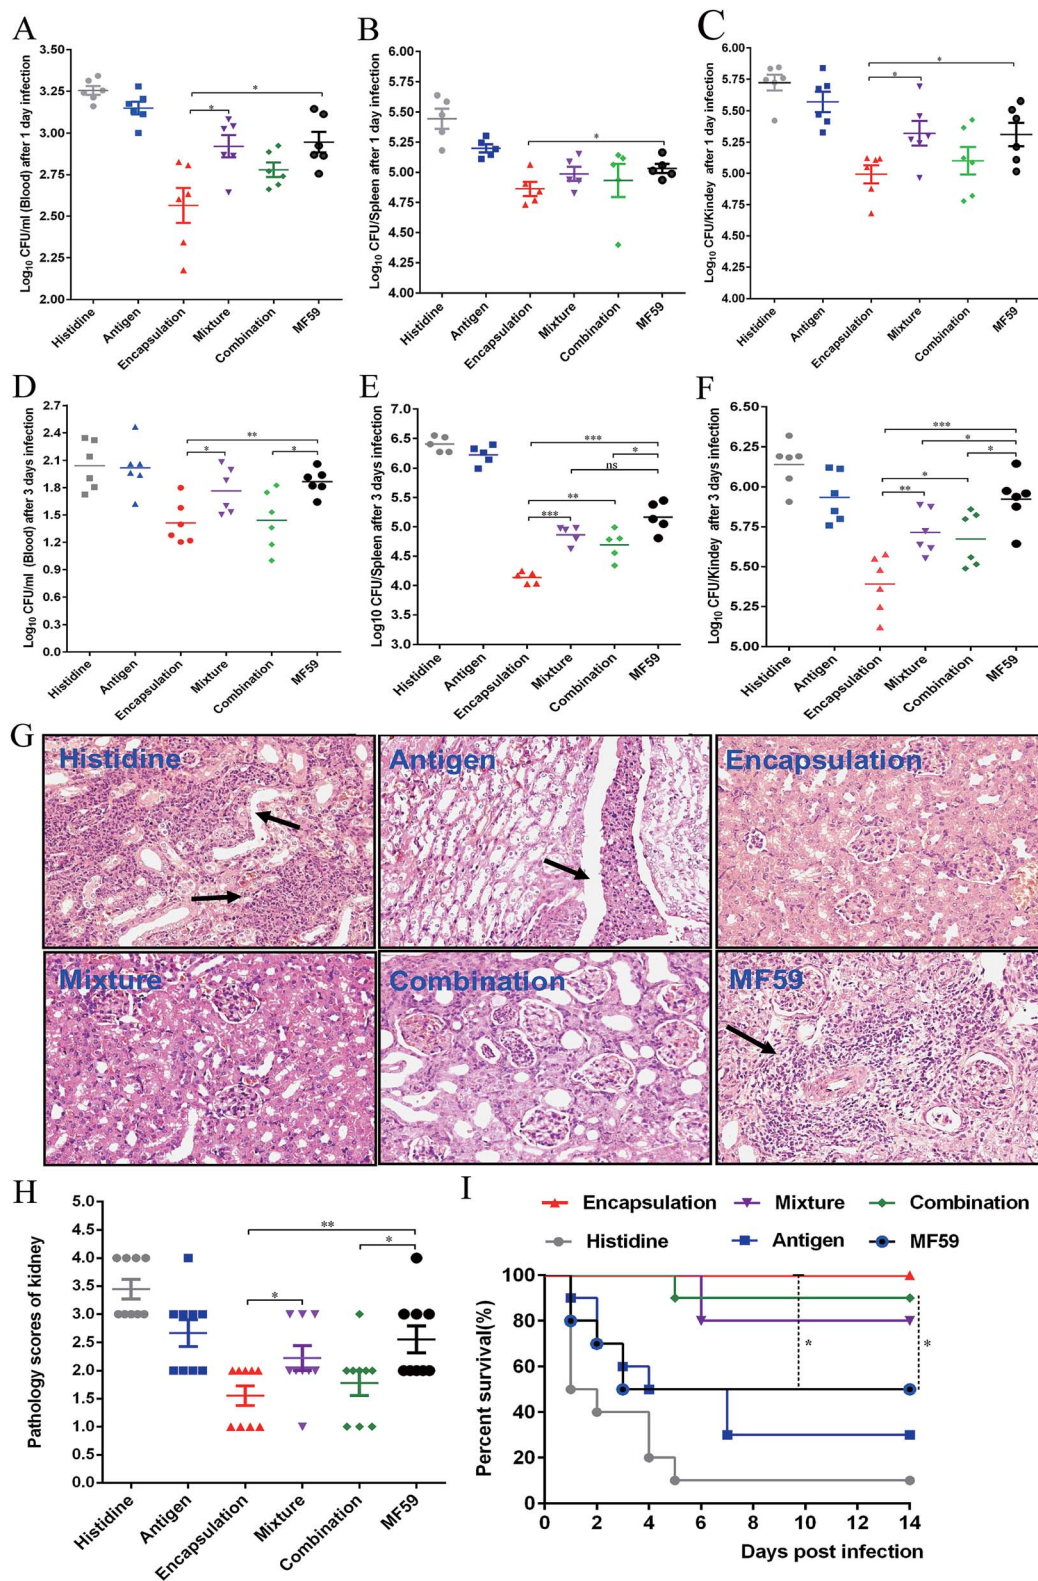 A
Log10 CFU/ml (Blood) after 1 day infection
3.50
3.25
3.00
2.75
2.50
2.25
2.00
*
*
Histidine
Antigen
Encapsulation
Mixture
Combination
MF59
B
Log10 CFU/Spleen after 1 day infection
6.00
5.75
5.50
5.25
5.00
4.75
4.50
4.25
4.00
*
Histidine
Antigen
Encapsulation
Mixture
Combination
MF59
C
Log10 CFU/Kindey after 1 day infection
6.00
5.75
5.50
5.25
5.00
4.75
4.50
4.25
4.00
*
*
Histidine
Antigen
Encapsulation
Mixture
Combination
MF59
D
Log10 CFU/ml (Blood) after 3 days infection
2.7
2.4
2.1
1.8
1.5
1.2
0.9
0.6
0.3
0.0
**
*
*
Histidine
Antigen
Encapsulation
Mixture
Combination
MF59
E
Log10 CFU/Spleen after 3 days infection
7.0
6.5
6.0
5.5
5.0
4.5
4.0
3.5
3.0
***
*
ns
**
***
Histidine
Antigen
Encapsulation
Mixture
Combination
MF59
F
Log10 CFU/Kindey after 3 days infection
6.50
6.25
6.00
5.75
5.50
5.25
5.00
***
*
*
*
**
Histidine
Antigen
Encapsulation
Mixture
Combination
MF59
G
Histidine
Antigen
Encapsulation
Mixture
Combination
MF59
H
Pathology scores of kidney
5.0
4.5
4.0
3.5
3.0
2.5
2.0
1.5
1.0
0.5
0.0
**
*
*
Histidine
Antigen
Encapsulation
Mixture
Combination
MF59
I
Encapsulation Mixture Combination
Histidine Antigen MF59
Percent survival(%)
100
80
60
40
20
0
*
*
0 2 4 6 8 10 12 14
Days post infection